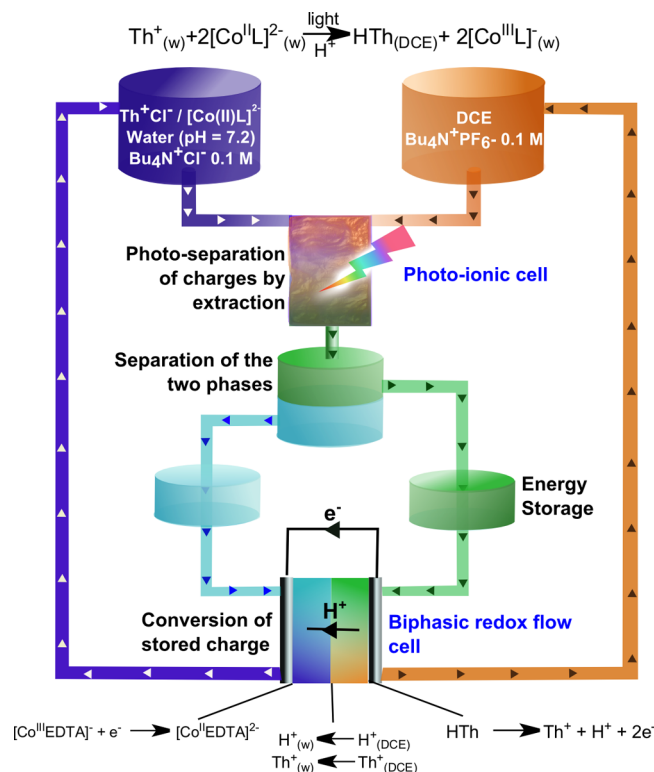 light
Th⁺(w)+2[CoᴵᴵL]²⁻(w) → HTh(DCE)+ 2[CoᴵᴵᴵL]⁻(w)
H⁺
Th⁺Cl⁻ / [Co(II)L]²⁻
Water (pH = 7.2)
Bu₄N⁺Cl⁻ 0.1 M
DCE
Bu₄N⁺PF₆- 0.1 M
Photo-separation
of charges by
extraction
Photo-ionic cell
Separation of the
two phases
Energy
Storage
e⁻
H⁺
Conversion of
stored charge
Biphasic redox flow
cell
[CoᴵᴵᴵEDTA]⁻ + e⁻ → [CoᴵᴵEDTA]²⁻
H⁺(w) ← H⁺(DCE)
Th⁺(w) ← Th⁺(DCE)
HTh → Th⁺ + H⁺ + 2e⁻